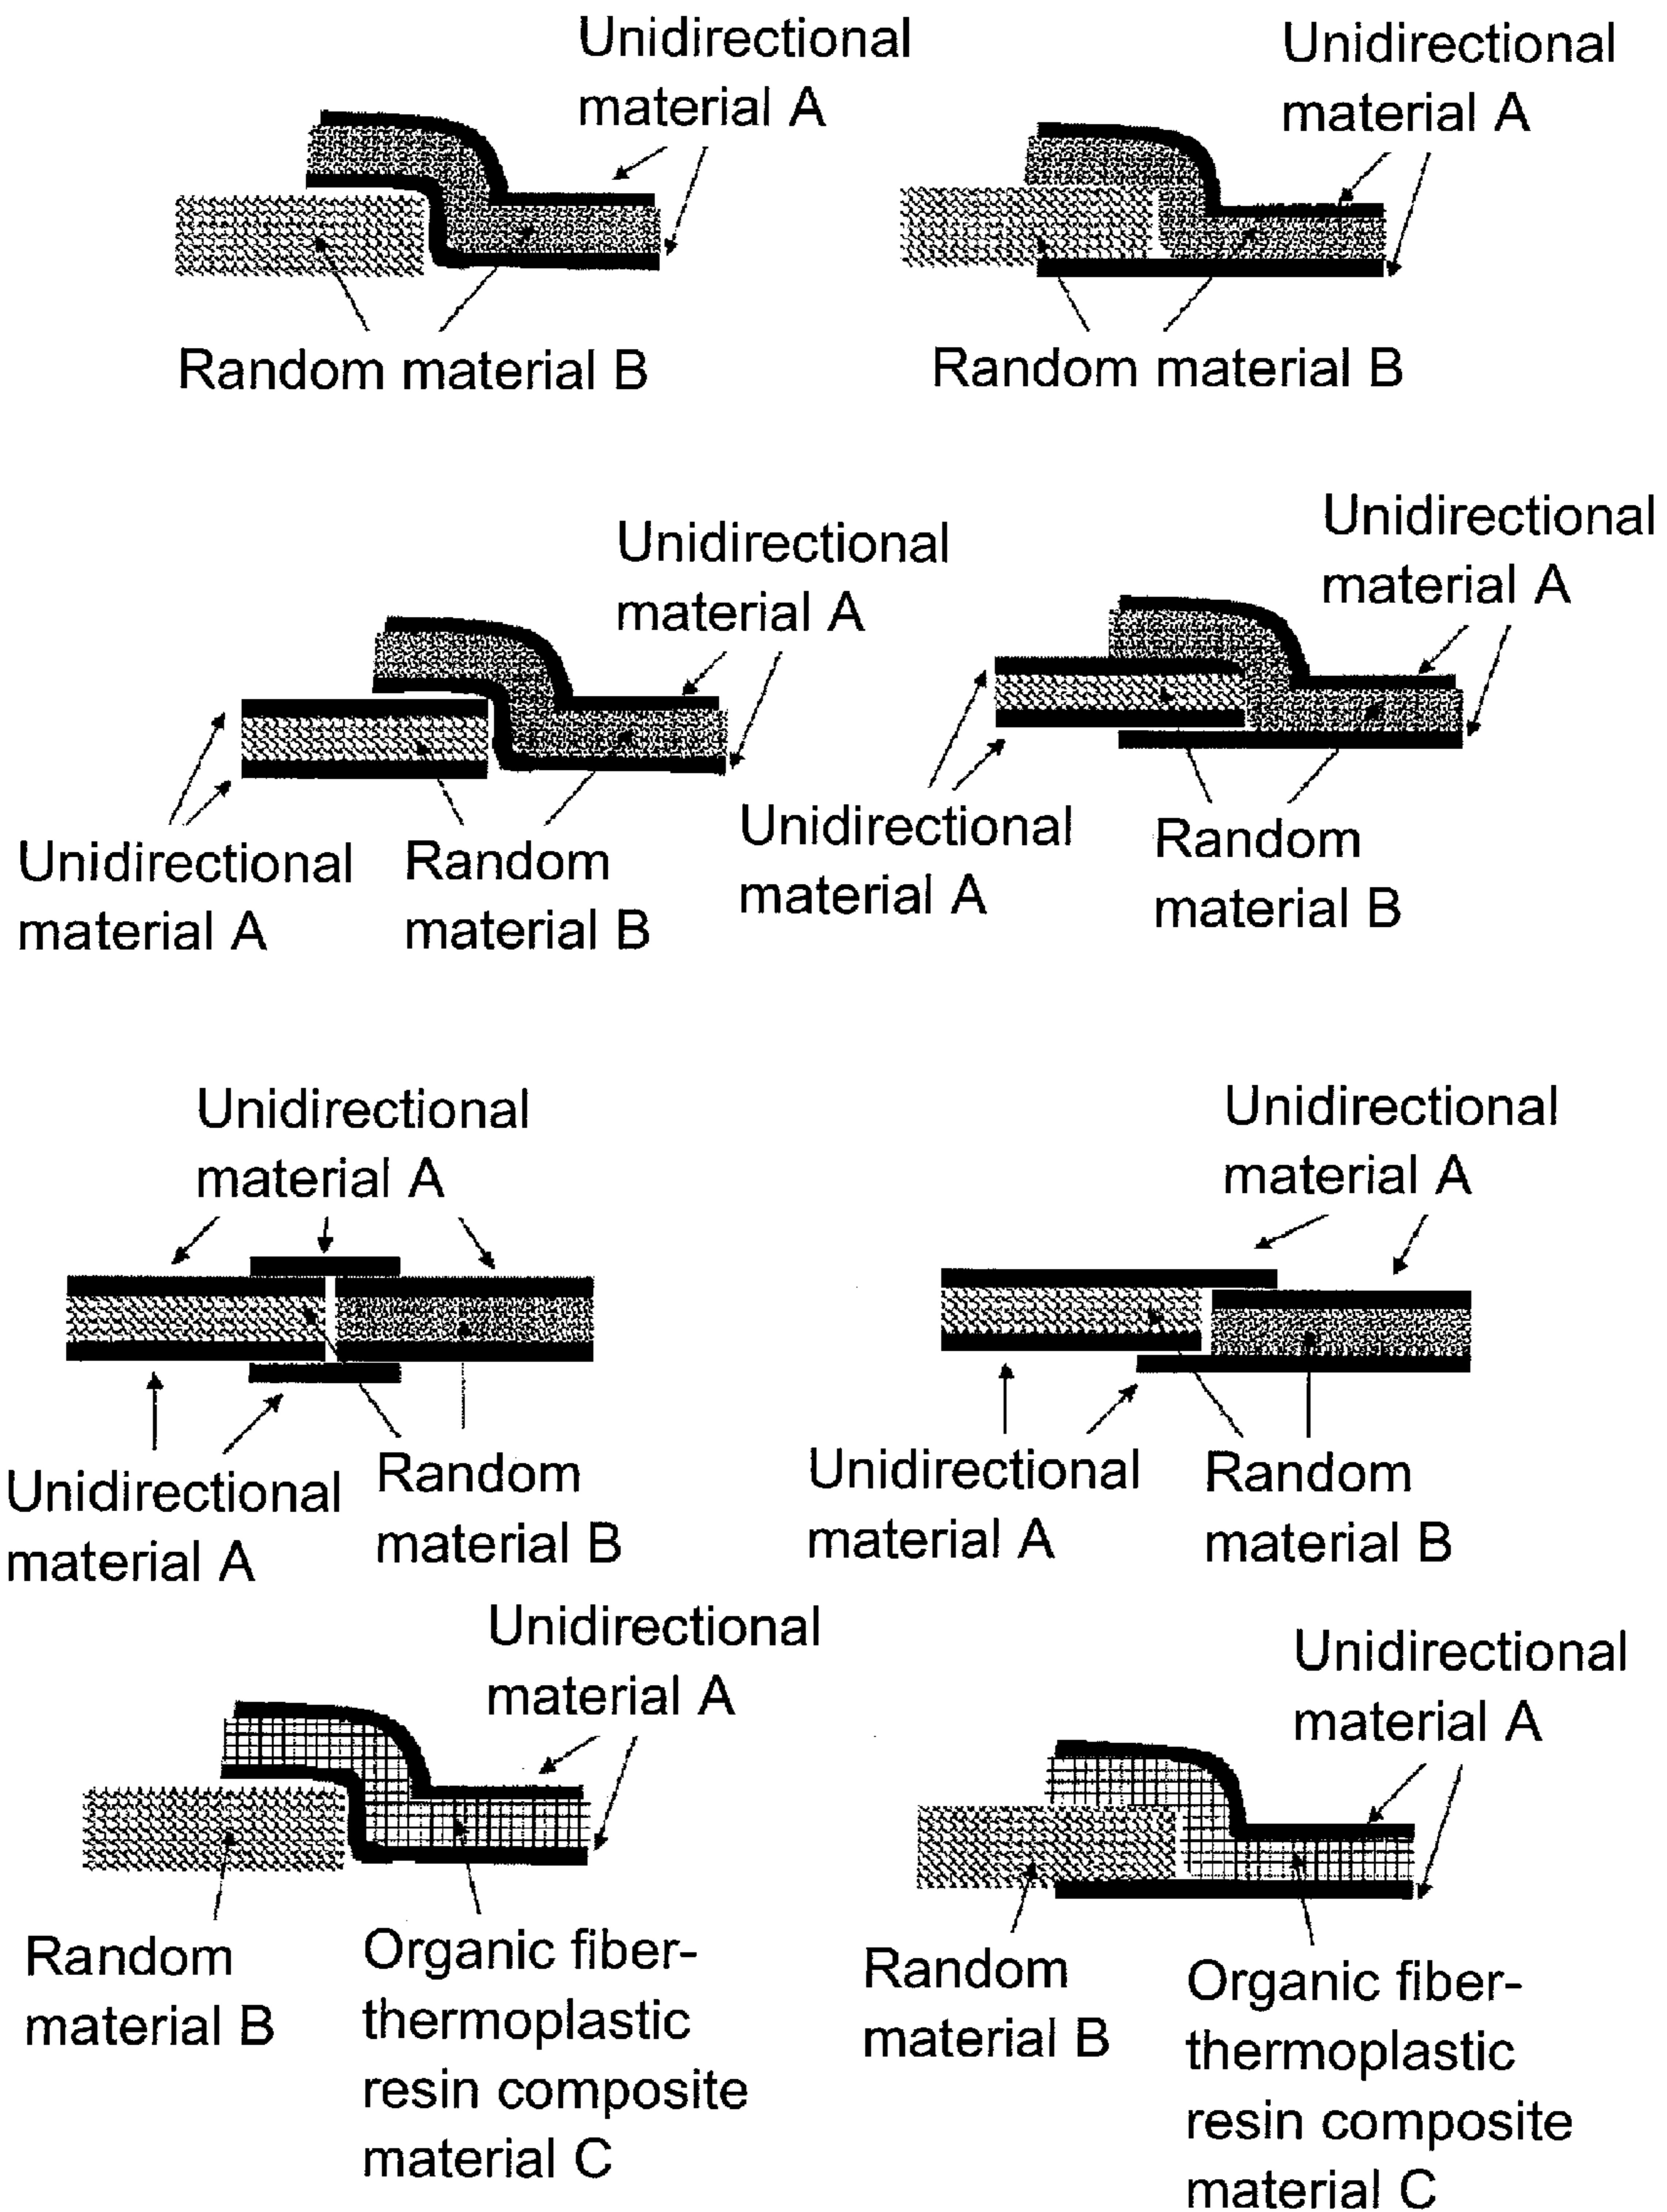 Unidirectional
material A
Random material B
Unidirectional
material A
Random material B
Unidirectional
material A
Unidirectional
material A
Random
material B
Unidirectional
material A
Unidirectional
material A
Random
material B
Unidirectional
material A
Unidirectional
material A
Random
material B
Unidirectional
material A
Unidirectional
material A
Random
material B
Unidirectional
material A
Random
material B
Organic fiber-
thermoplastic
resin composite
material C
Unidirectional
material A
Random
material B
Organic fiber-
thermoplastic
resin composite
material C